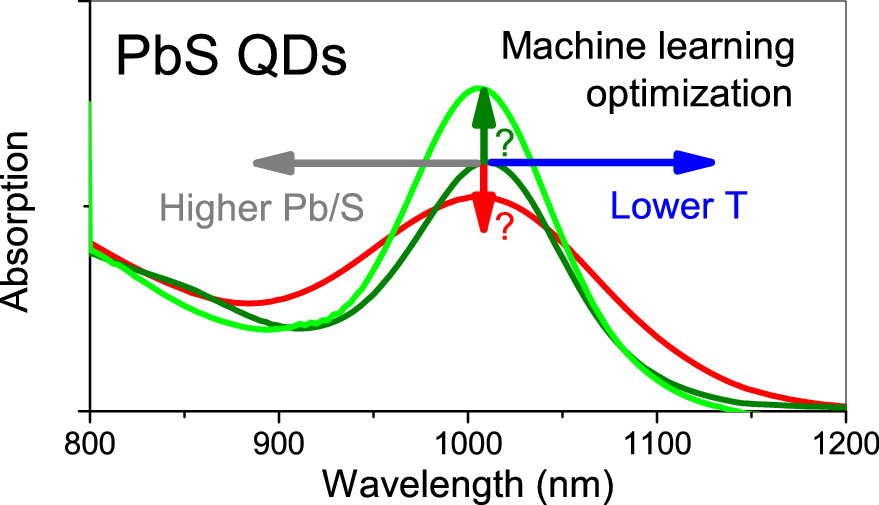 PbS QDs
Machine learning
optimization
?
Higher Pb/S
Lower T
?
Absorption
800
900
1000
1100
1200
Wavelength (nm)